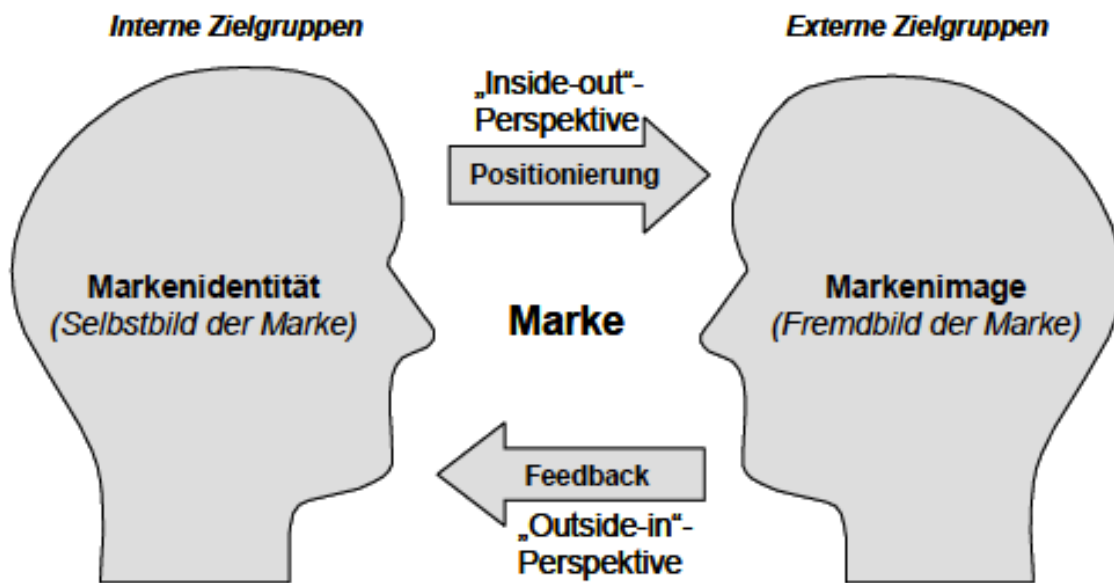 Interne Zielgruppen
Externe Zielgruppen
„Inside-out“-
Perspektive
Positionierung
Markenidentität
(Selbstbild der Marke)
Marke
Markenimage
(Fremdbild der Marke)
Feedback
„Outside-in“-
Perspektive